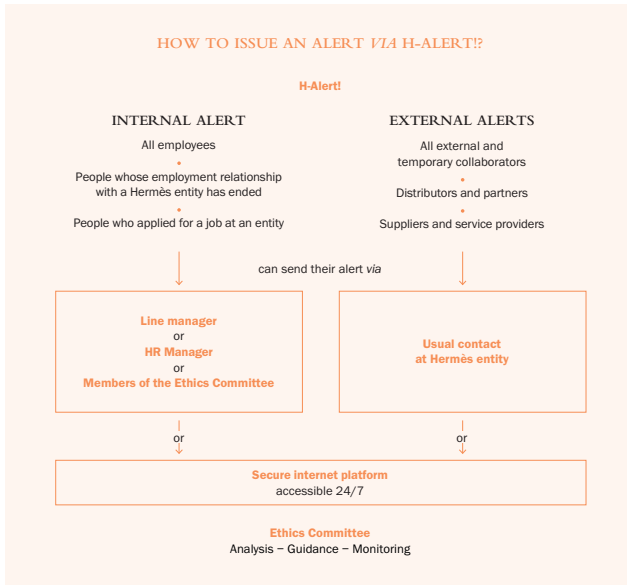 HOW TO ISSUE AN ALERT VIA H-ALERT!?
H-Alert!
INTERNAL ALERT
All employees
•
People whose employment relationship
with a Hermès entity has ended
•
People who applied for a job at an entity
EXTERNAL ALERTS
All external and
temporary collaborators
•
Distributors and partners
•
Suppliers and service providers
can send their alert via
Line manager
or
HR Manager
or
Members of the Ethics Committee
Usual contact
at Hermès entity
or
or
Secure internet platform
accessible 24/7
Ethics Committee
Analysis – Guidance – Monitoring